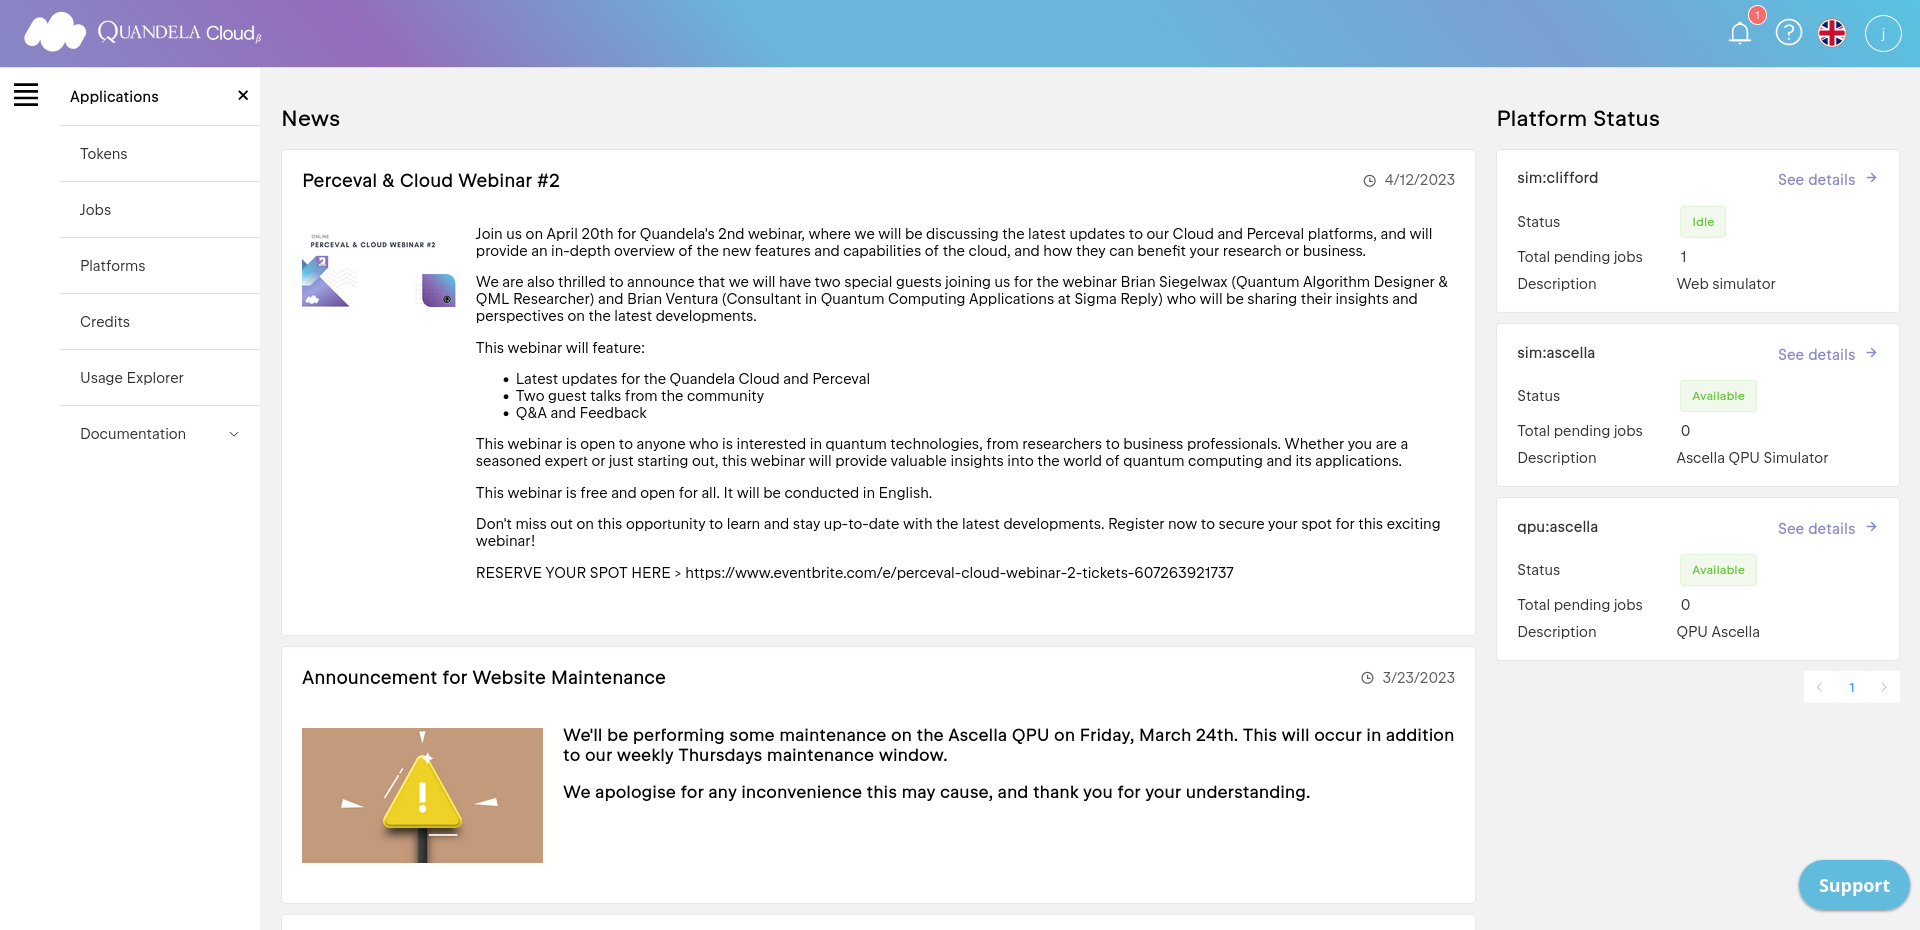 QUANDELA Cloudβ
1
?
j
Applications
Tokens
Jobs
Platforms
Credits
Usage Explorer
Documentation
News
Perceval & Cloud Webinar #2
4/12/2023
ONLINE
PERCEVAL & CLOUD WEBINAR #2
2
Join us on April 20th for Quandela's 2nd webinar, where we will be discussing the latest updates to our Cloud and Perceval platforms, and will
provide an in-depth overview of the new features and capabilities of the cloud, and how they can benefit your research or business.
We are also thrilled to announce that we will have two special guests joining us for the webinar Brian Siegelwax (Quantum Algorithm Designer &
QML Researcher) and Brian Ventura (Consultant in Quantum Computing Applications at Sigma Reply) who will be sharing their insights and
perspectives on the latest developments.
This webinar will feature:
• Latest updates for the Quandela Cloud and Perceval
• Two guest talks from the community
• Q&A and Feedback
This webinar is open to anyone who is interested in quantum technologies, from researchers to business professionals. Whether you are a
seasoned expert or just starting out, this webinar will provide valuable insights into the world of quantum computing and its applications.
This webinar is free and open for all. It will be conducted in English.
Don't miss out on this opportunity to learn and stay up-to-date with the latest developments. Register now to secure your spot for this exciting
webinar!
RESERVE YOUR SPOT HERE > https://www.eventbrite.com/e/perceval-cloud-webinar-2-tickets-607263921737
Announcement for Website Maintenance
3/23/2023
We'll be performing some maintenance on the Ascella QPU on Friday, March 24th. This will occur in addition
to our weekly Thursdays maintenance window.
We apologise for any inconvenience this may cause, and thank you for your understanding.
Platform Status
sim:clifford
See details
Status
Idle
Total pending jobs
1
Description
Web simulator
sim:ascella
See details
Status
Available
Total pending jobs
0
Description
Ascella QPU Simulator
qpu:ascella
See details
Status
Available
Total pending jobs
0
Description
QPU Ascella
1
Support